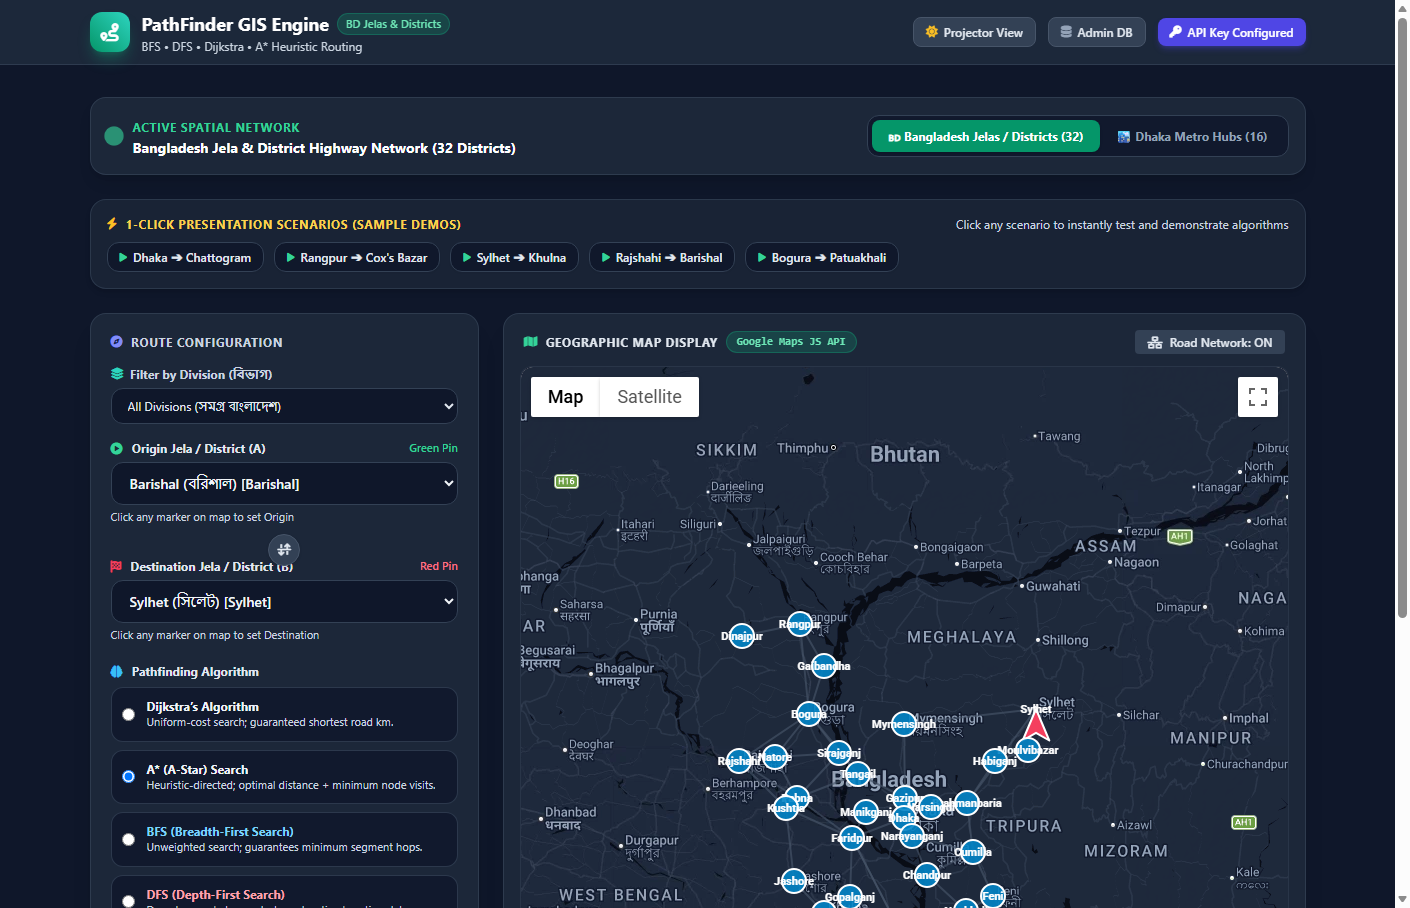 PathFinder GIS Engine
BD Jelas & Districts
BFS • DFS • Dijkstra • A* Heuristic Routing
Projector View
Admin DB
API Key Configured
ACTIVE SPATIAL NETWORK
Bangladesh Jela & District Highway Network (32 Districts)
BD Bangladesh Jelas / Districts (32)
Dhaka Metro Hubs (16)
1-CLICK PRESENTATION SCENARIOS (SAMPLE DEMOS)
Click any scenario to instantly test and demonstrate algorithms
Dhaka ➔ Chattogram
Rangpur ➔ Cox's Bazar
Sylhet ➔ Khulna
Rajshahi ➔ Barishal
Bogura ➔ Patuakhali
ROUTE CONFIGURATION
Filter by Division (বিভাগ)
All Divisions (সমগ্র বাংলাদেশ)
Origin Jela / District (A)
Green Pin
Barishal (বরিশাল) [Barishal]
Click any marker on map to set Origin
Destination Jela / District (B)
Red Pin
Sylhet (সিলেট) [Sylhet]
Click any marker on map to set Destination
Pathfinding Algorithm
Dijkstra's Algorithm
Uniform-cost search; guaranteed shortest road km.
A* (A-Star) Search
Heuristic-directed; optimal distance + minimum node visits.
BFS (Breadth-First Search)
Unweighted search; guarantees minimum segment hops.
DFS (Depth-First Search)
GEOGRAPHIC MAP DISPLAY
Google Maps JS API
Road Network: ON
Map
Satellite
SIKKIM
Thimphu
Bhutan
Tawang
H16
Darjeeling
दार्जीलिंग
North
Lakhimp
Itanagar
Itahari
इटहरी
Siliguri
Jorhat
Tezpur
AH1
Jalpaiguri
জলপাইগুড়ি
Cooch Behar
কোচবিহার
Bongaigaon
Barpeta
ASSAM
Golaghat
Nagaon
Guwahati
Saharsa
सहरसा
Purnia
पूर्णियाँ
Dimapur
NAGA
Rangpur
Dinajpur
MEGHALAYA
Shillong
Kohima
Begusarai
बेगूसराय
Bhagalpur
भागलपुर
Gaibandha
Bogura
Mymensingh
Mymensingh
ময়মনসিংহ
Sylhet
Sylhet
সিলেট
Silchar
Imphal
MANIPUR
Deoghar
देवघर
Rajshahi
Natore
Sirajganj
Tangail
Habiganj
Moulvibazar
Churachandpur
Bangladesh
Berhampore
বহরমপুর
Kushtia
Manikganj
Gazipur
Dhaka
Narayanganj
Faridpur
Dhanbad
धनबाद
Durgapur
দুর্গাপুর
TRIPURA
Aizawl
AH1
MIZORAM
Cumilla
Chandpur
Kale
Jashore
Gopalganj
Feni
WEST BENGAL